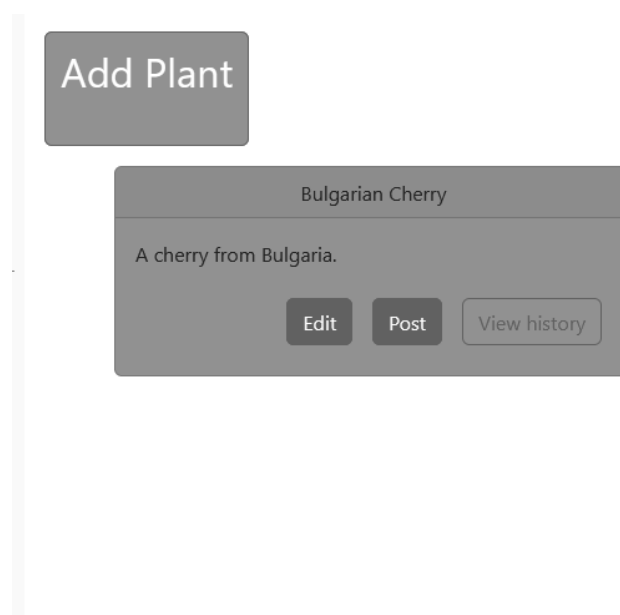 Add Plant
Bulgarian Cherry
A cherry from Bulgaria.
Edit Post View history